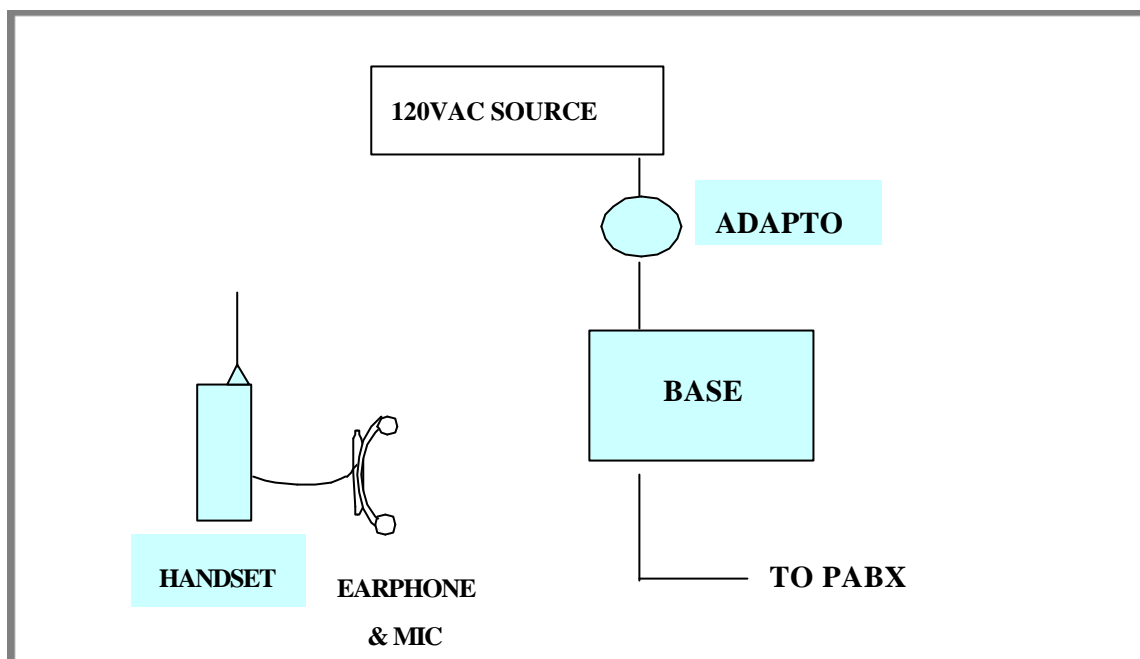 120VAC SOURCE
ADAPTO
BASE
HANDSET
EARPHONE
& MIC
TO PABX